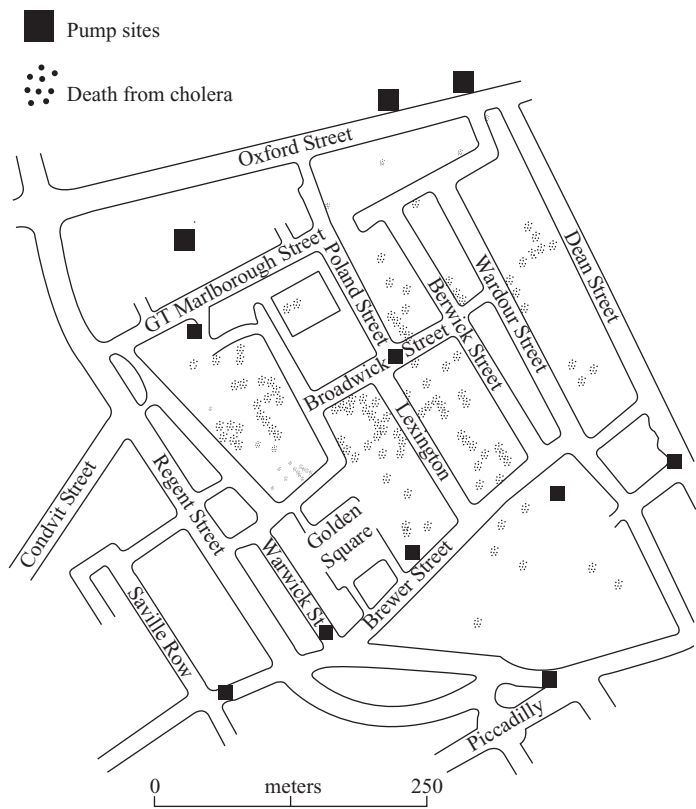 Pump sites
Death from cholera
Oxford Street
GT Marlborough Street
Poland Street
Dean Street
Wardour Street
Berwick Street
Broadwick Street
Lexington
Regent Street
Condvit Street
Golden
Square
Warwick St
Brewer Street
Saville Row
Piccadilly
0 meters 250